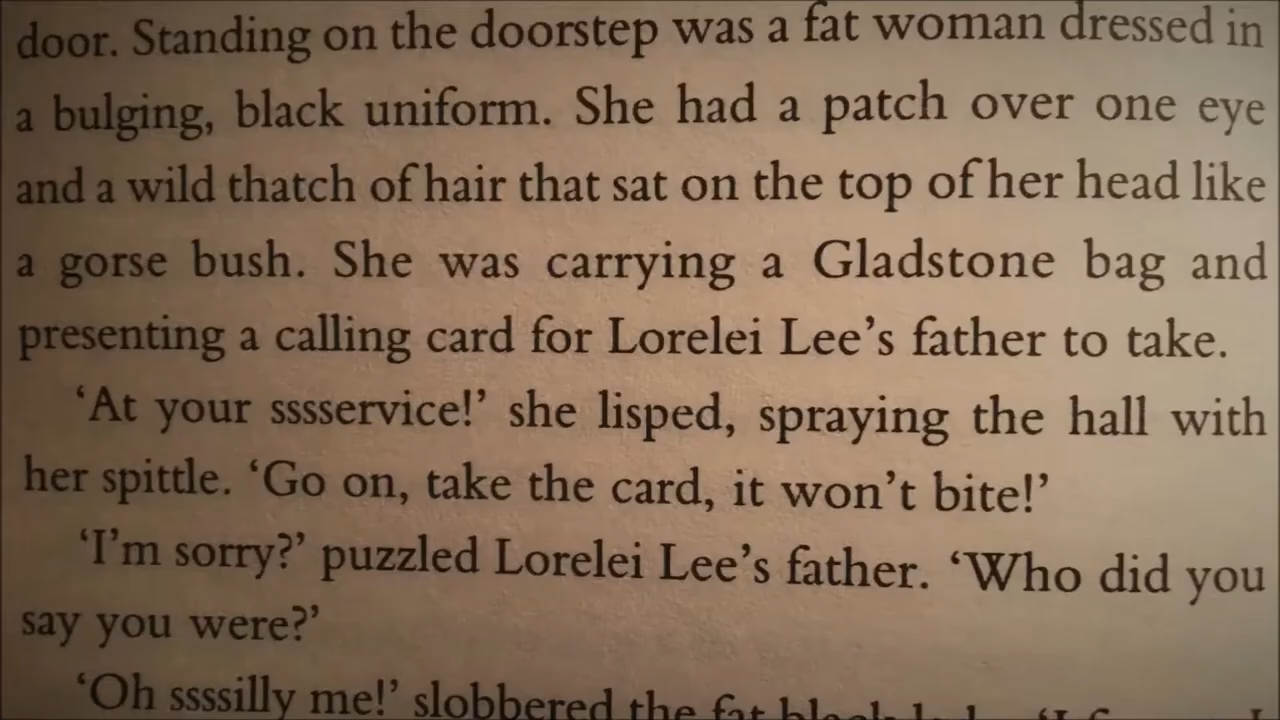 door. Standing on the doorstep was a fat woman dressed in
a bulging, black uniform. She had a patch over one eye
and a wild thatch of hair that sat on the top of her head like
a gorse bush. She was carrying a Gladstone bag and
presenting a calling card for Lorelei Lee’s father to take.
‘At your sssservice!’ she lisped, spraying the hall with
her spittle. ‘Go on, take the card, it won’t bite!’
‘I’m sorry?’ puzzled Lorelei Lee’s father. ‘Who did you
say you were?’
‘Oh ssssilly me!’ slobbered the fat